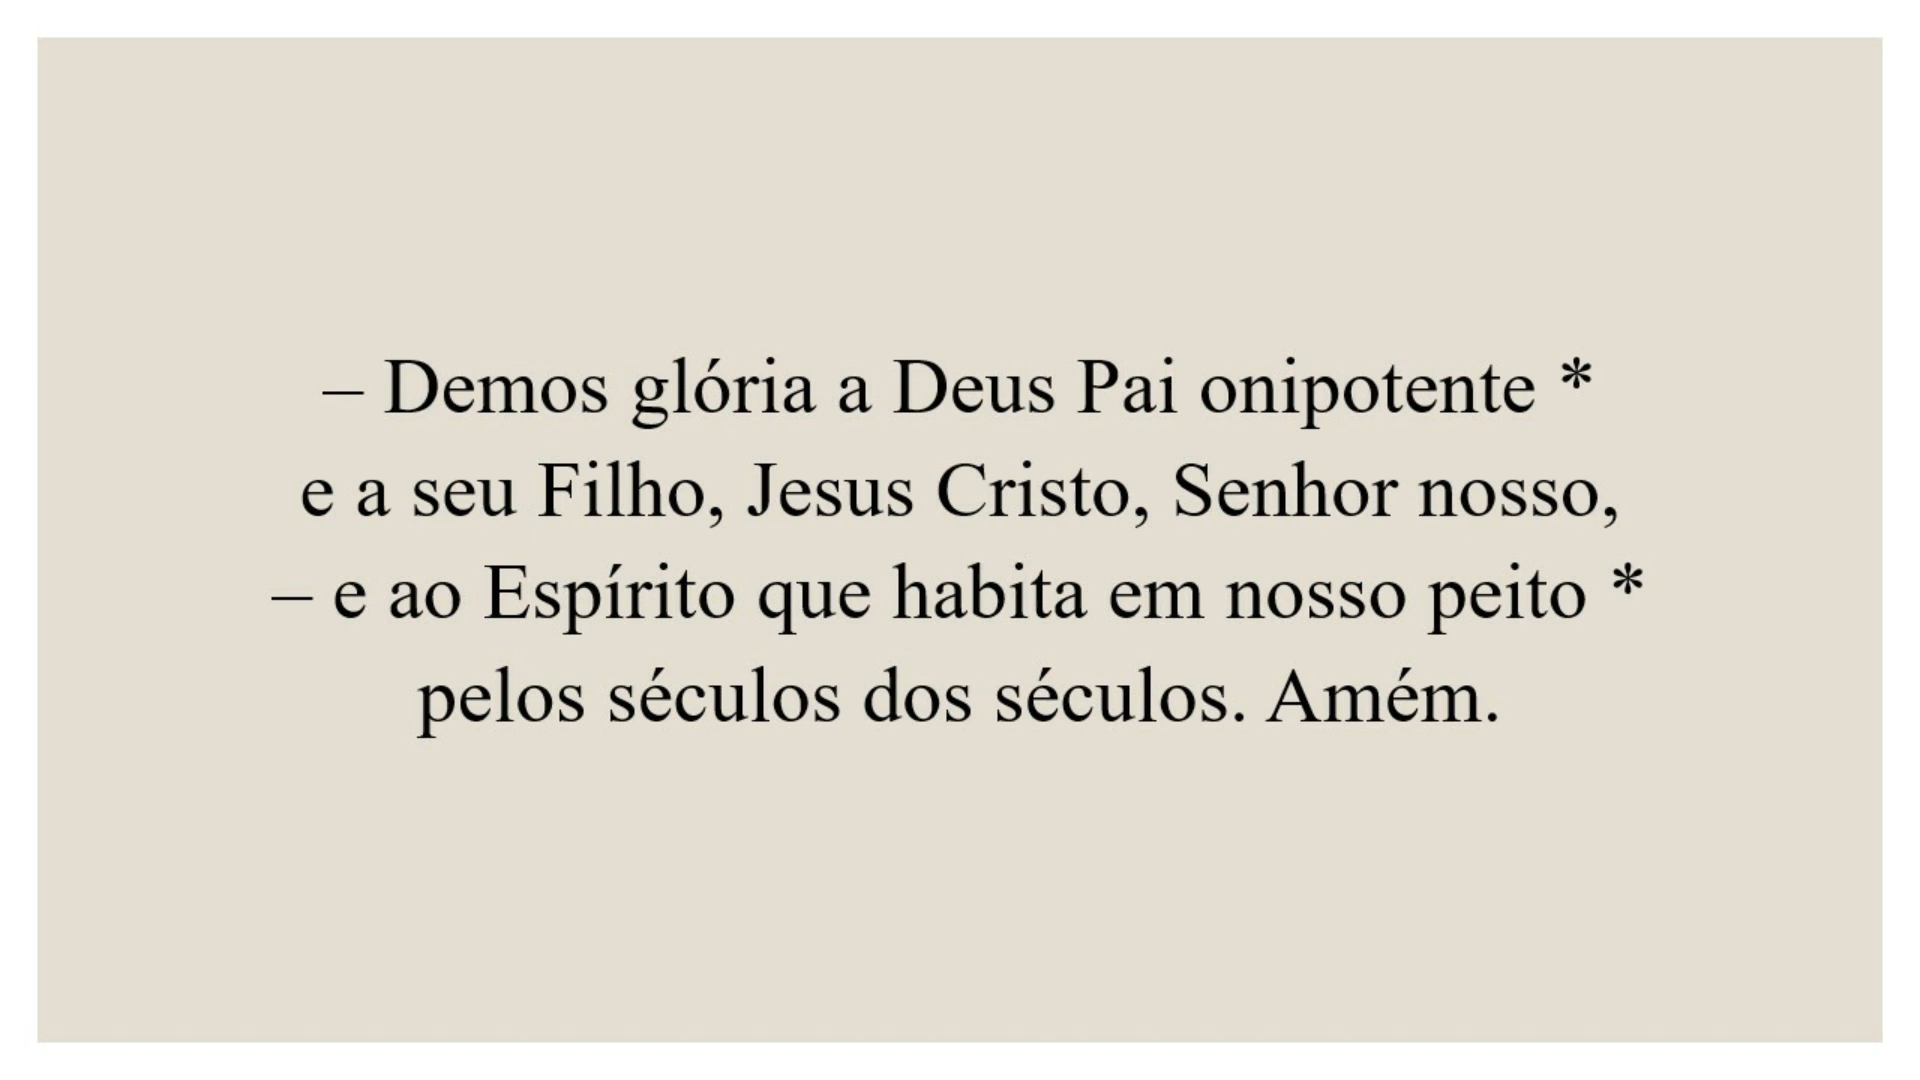 – Demos glória a Deus Pai onipotente *
e a seu Filho, Jesus Cristo, Senhor nosso,
– e ao Espírito que habita em nosso peito *
pelos séculos dos séculos. Amém.